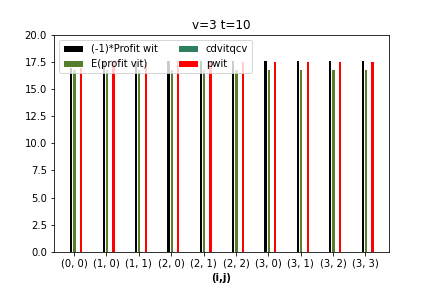 v=3 t=10
20.0
17.5
15.0
12.5
10.0
7.5
5.0
2.5
0.0
(-1)*Profit wit
E(profit vit)
cdvitqcv
pwit
(0, 0) (1, 0) (1, 1) (2, 0) (2, 1) (2, 2) (3, 0) (3, 1) (3, 2) (3, 3)
(i,j)